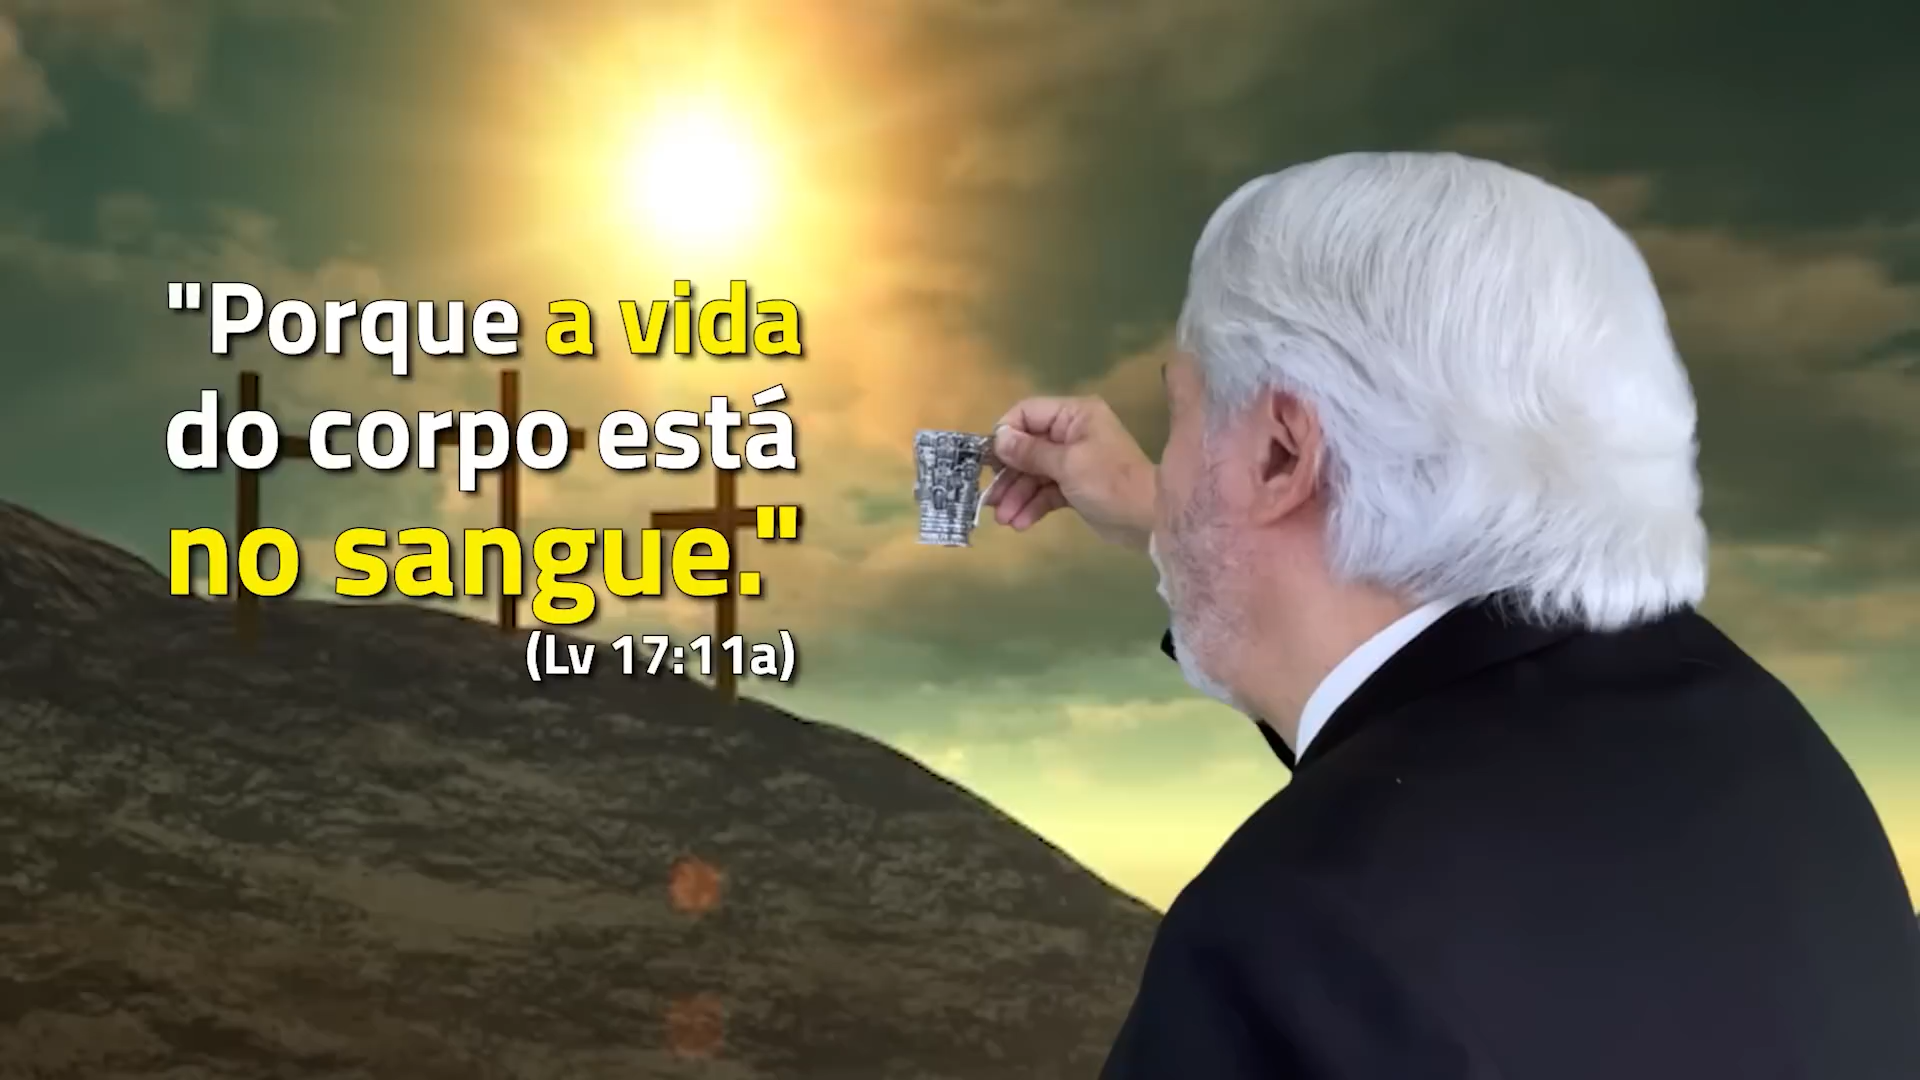 "Porque a vida
do corpo está
no sangue."
(Lv 17:11a)